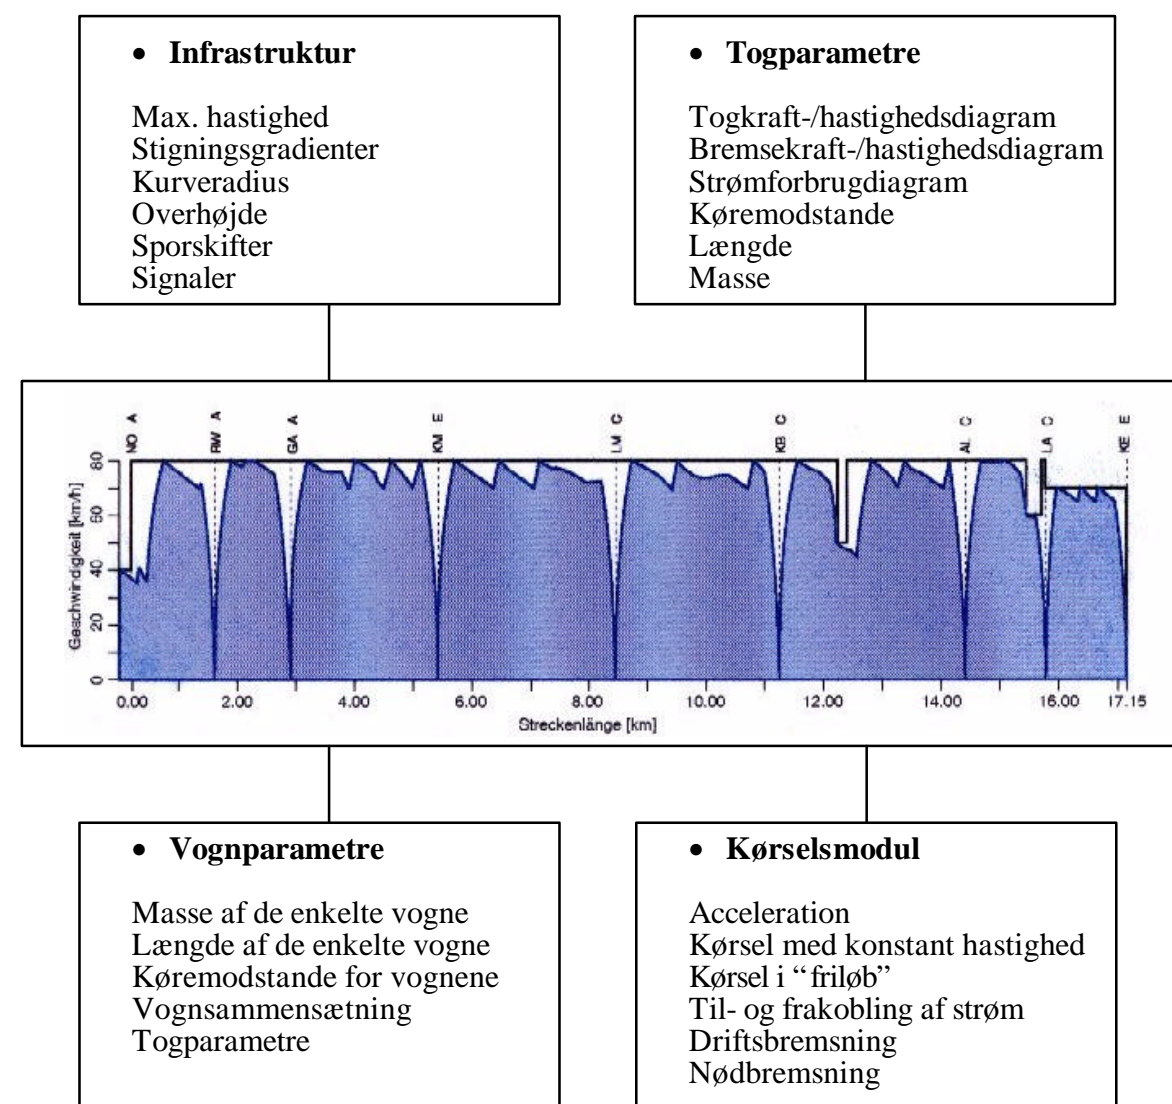 • Infrastruktur
Max. hastighed
Stigningsgradienter
Kurveradius
Overhøjde
Sporskifter
Signaler
• Togparametre
Togkraft-/hastighedsdiagram
Bremsekraft-/hastighedsdiagram
Strømforbrugdiagram
Køremodstande
Længde
Masse
NO A
RW A
GA A
KM E
LM C
KB C
AL C
LA C
KE E
Geschwindigkeit [km/h]
80
60
40
20
0
0.00 2.00 4.00 6.00 8.00 10.00 12.00 14.00 16.00 17.15
Streckenlänge [km]
• Vognparametre
Masse af de enkelte vogne
Længde af de enkelte vogne
Køremodstande for vognene
Vognsammensætning
Togparametre
• Kørselsmodul
Acceleration
Kørsel med konstant hastighed
Kørsel i “friløb”
Til- og frakobling af strøm
Driftsbremsning
Nødbremsning